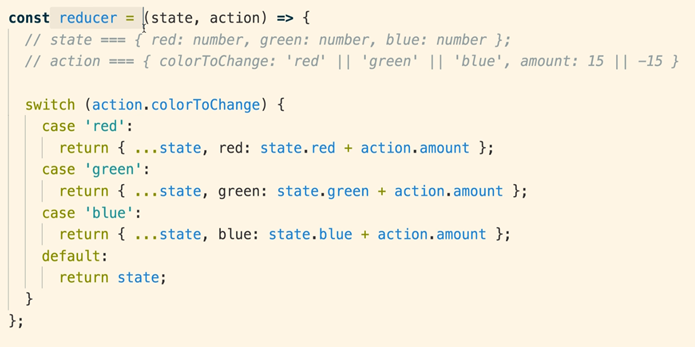 const reducer = (state, action) => {
// state === { red: number, green: number, blue: number };
// action === { colorToChange: 'red' || 'green' || 'blue', amount: 15 || -15 }
switch (action.colorToChange) {
case 'red':
return { ...state, red: state.red + action.amount };
case 'green':
return { ...state, green: state.green + action.amount };
case 'blue':
return { ...state, blue: state.blue + action.amount };
default:
return state;
}
};